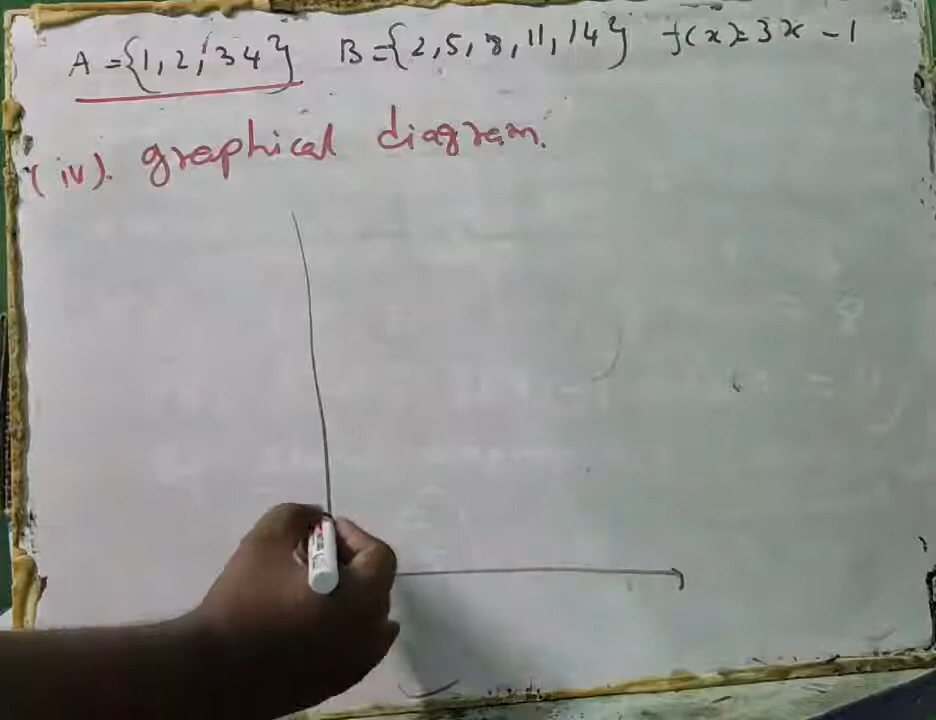 A = {1, 2, 3 4} B = {2, 5, 8, 11, 14} f(x) = 3x - 1
(iv). graphical diagram.